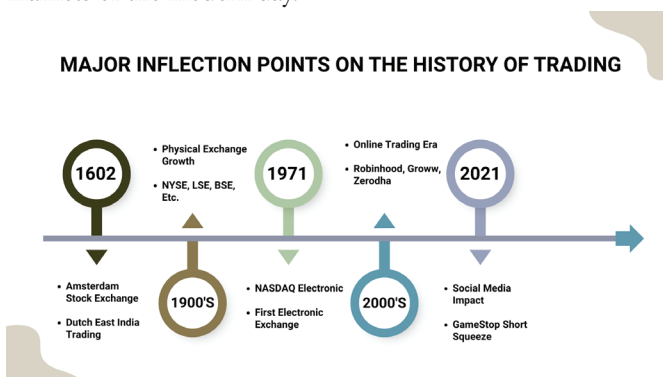 MAJOR INFLECTION POINTS ON THE HISTORY OF TRADING
1602
• Amsterdam
Stock Exchange
• Dutch East India
Trading
• Physical Exchange
Growth
• NYSE, LSE, BSE,
Etc.
1900'S
1971
• NASDAQ Electronic
• First Electronic
Exchange
• Online Trading Era
• Robinhood, Groww,
Zerodha
2000'S
2021
• Social Media
Impact
• GameStop Short
Squeeze